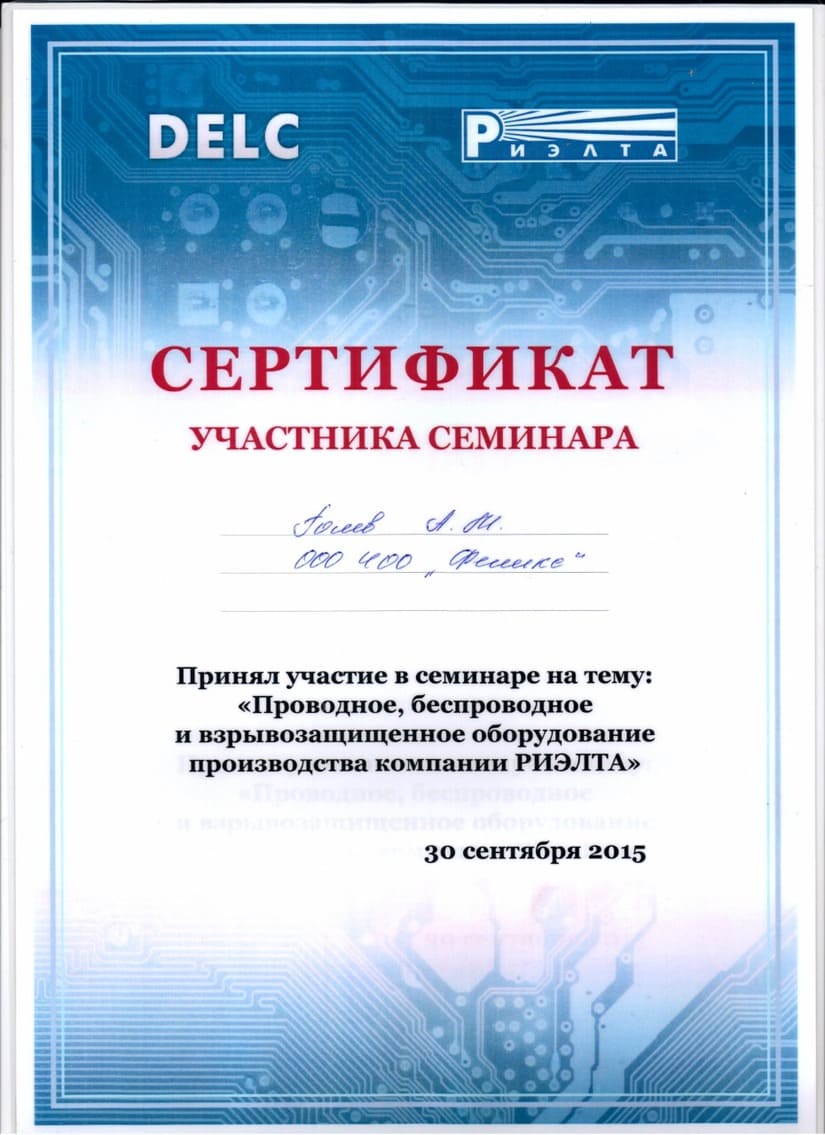 DELC
РИЭЛТА
СЕРТИФИКАТ
УЧАСТНИКА СЕМИНАРА
А. Ж.
ООО ЧОО „Феникс"
Принял участие в семинаре на тему:
«Проводное, беспроводное
и взрывозащищенное оборудование
производства компании РИЭЛТА»
30 сентября 2015